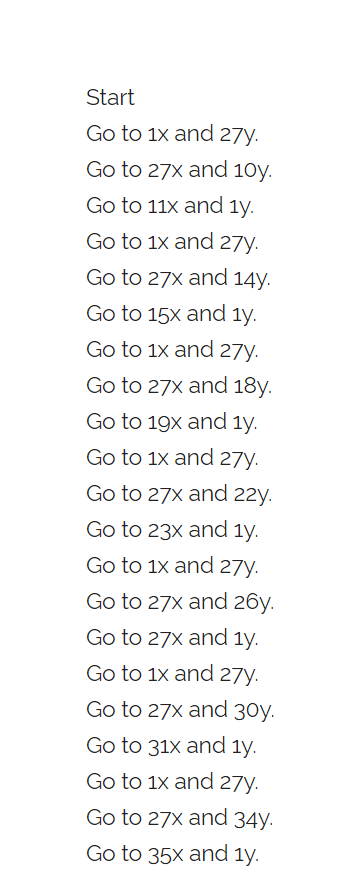 Start
Go to 1x and 27y.
Go to 27x and 10y.
Go to 11x and 1y.
Go to 1x and 27y.
Go to 27x and 14y.
Go to 15x and 1y.
Go to 1x and 27y.
Go to 27x and 18y.
Go to 19x and 1y.
Go to 1x and 27y.
Go to 27x and 22y.
Go to 23x and 1y.
Go to 1x and 27y.
Go to 27x and 26y.
Go to 27x and 1y.
Go to 1x and 27y.
Go to 27x and 30y.
Go to 31x and 1y.
Go to 1x and 27y.
Go to 27x and 34y.
Go to 35x and 1y.